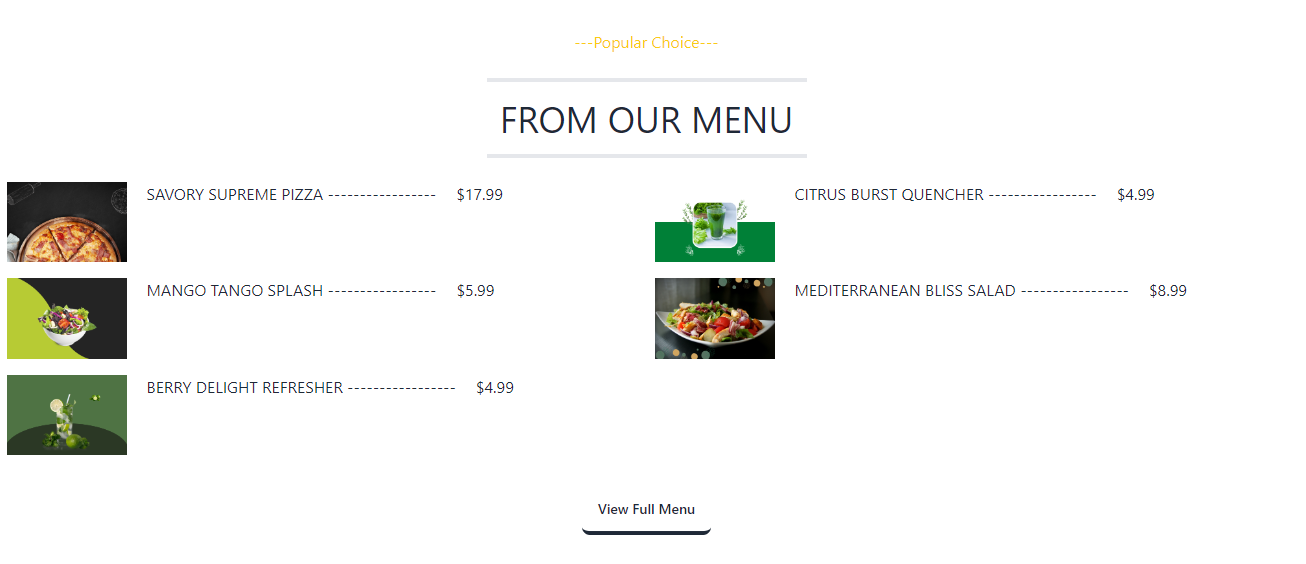 ---Popular Choice---
FROM OUR MENU
SAVORY SUPREME PIZZA ----------------- $17.99
CITRUS BURST QUENCHER ----------------- $4.99
MANGO TANGO SPLASH ----------------- $5.99
MEDITERRANEAN BLISS SALAD ----------------- $8.99
BERRY DELIGHT REFRESHER ----------------- $4.99
View Full Menu